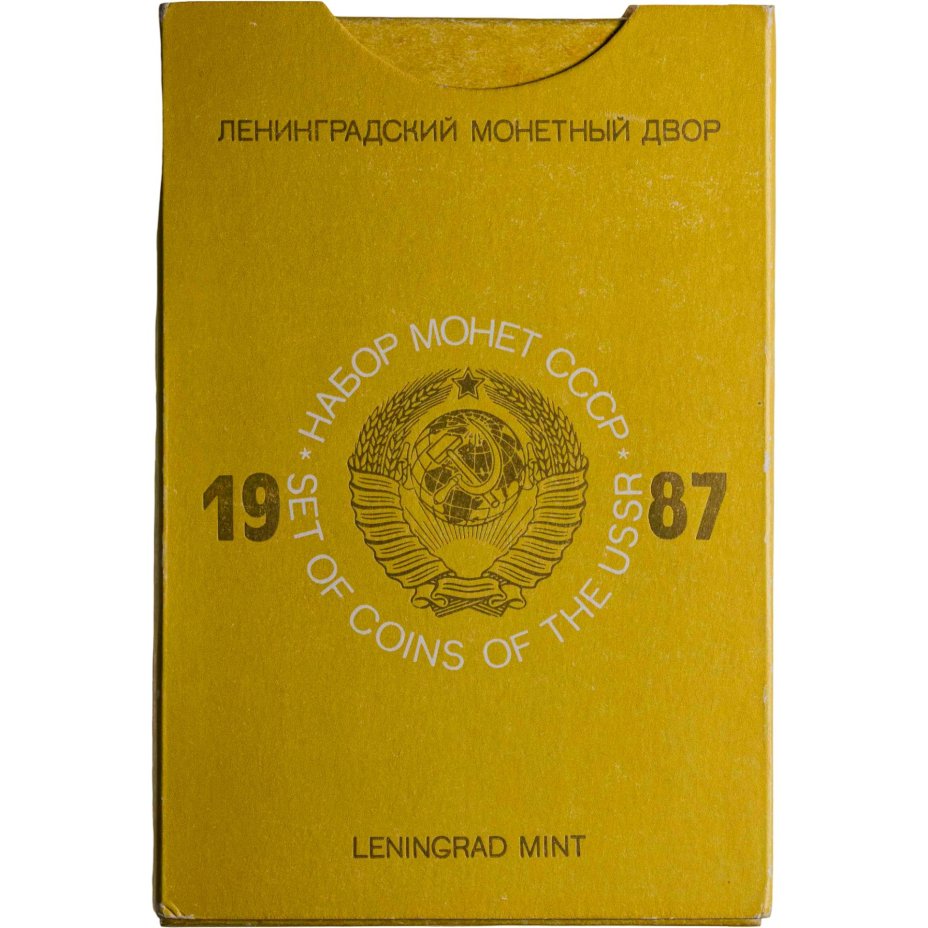 ЛЕНИНГРАДСКИЙ МОНЕТНЫЙ ДВОР
* НАБОР МОНЕТ СССР *
19 87
SET OF COINS OF THE USSR
LENINGRAD MINT